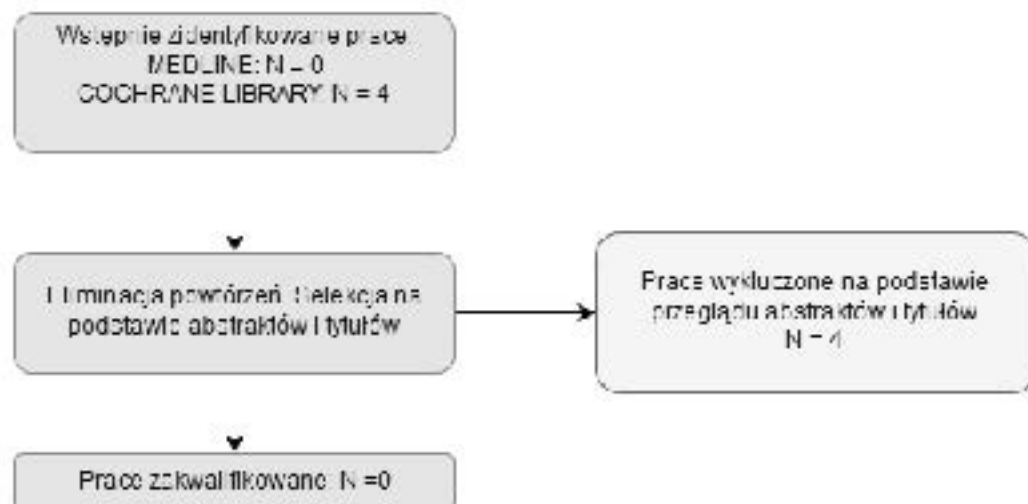 Wstępnie zidentyfikowane prace:
MEDLINE: N = 0
COCHRANE LIBRARY: N = 4
Eliminacja powtórzeń. Selekcja na
podstawie abstraktów i tytułów
Prace wykluczone na podstawie
przeglądu abstraktów i tytułów
N = 4
Prace zakwalifikowane: N =0